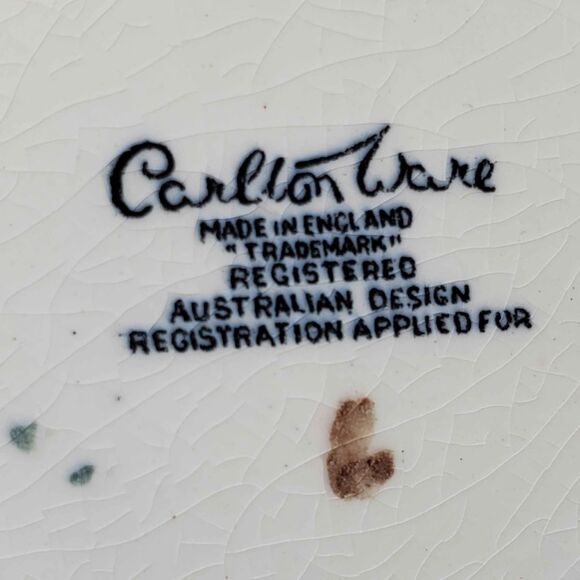 Carlton Ware
MADE IN ENGLAND
"TRADEMARK"
REGISTERED
AUSTRALIAN DESIGN
REGISTRATION APPLIED FOR